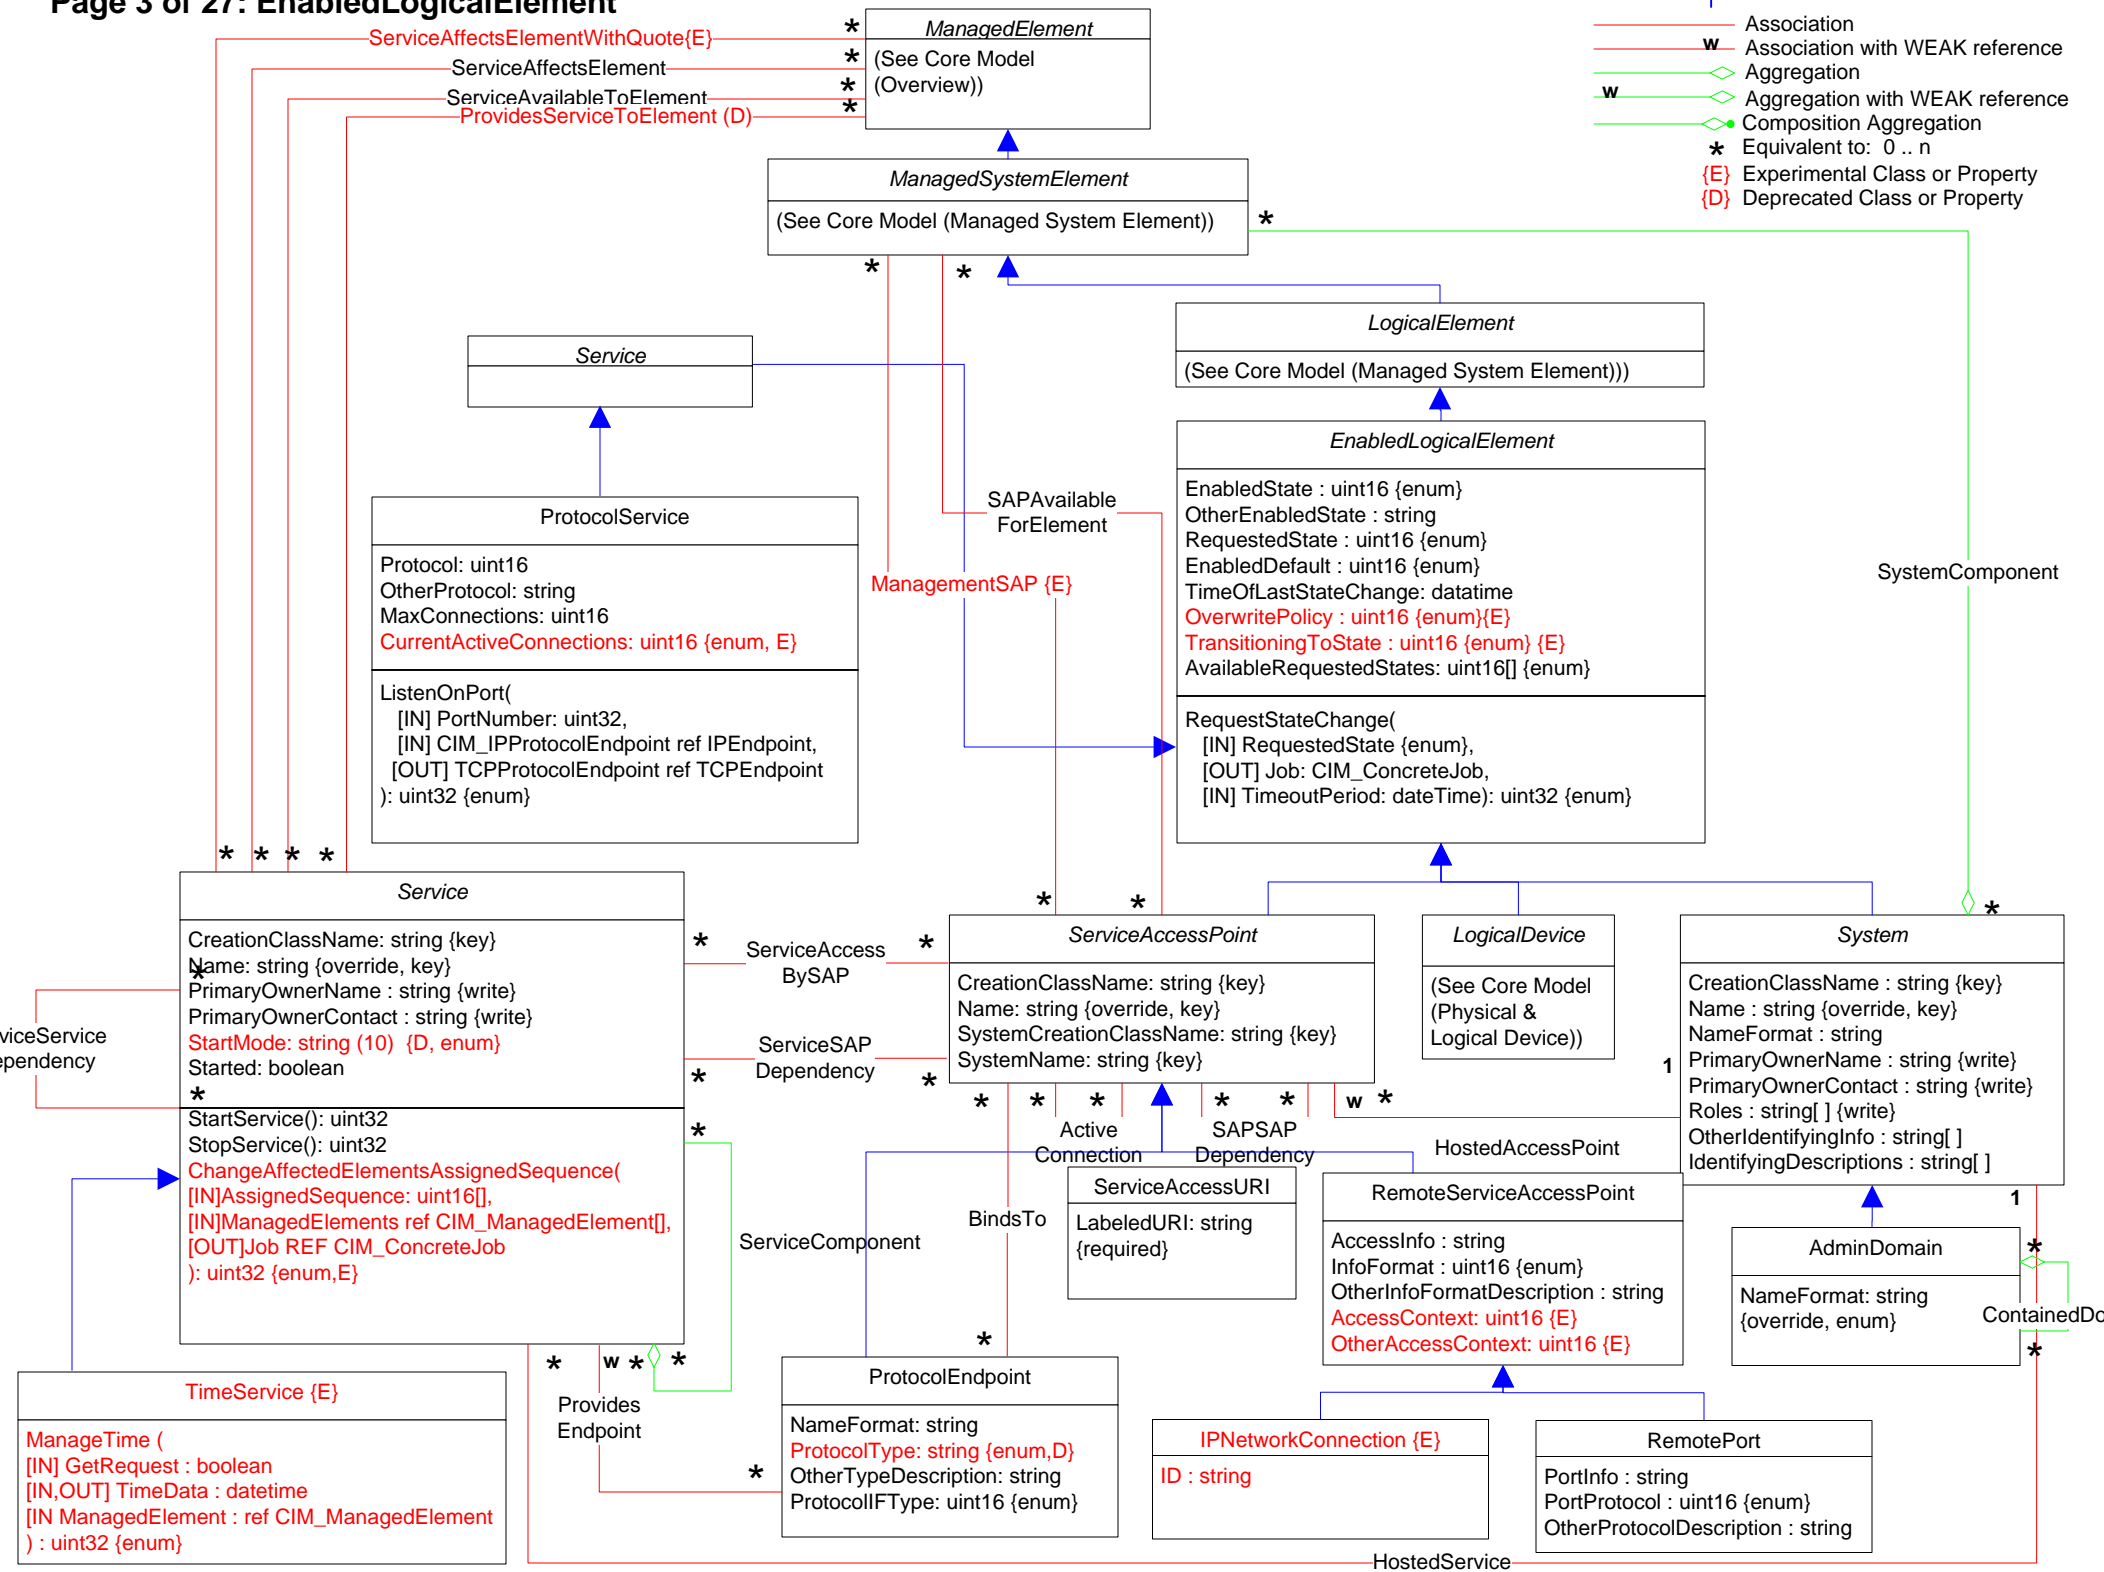 Page 3 of 27: EnabledLogicalElement
Association
w Association with WEAK reference
Aggregation
w Aggregation with WEAK reference
Composition Aggregation
* Equivalent to: 0 .. n
{E} Experimental Class or Property
{D} Deprecated Class or Property
ServiceAffectsElementWithQuote{E}
*
ServiceAffectsElement
*
ServiceAvailableToElement
*
ProvidesServiceToElement (D)
*
ManagedElement
(See Core Model
(Overview))
ManagedSystemElement
(See Core Model (Managed System Element))
*
*
*
LogicalElement
(See Core Model (Managed System Element)))
Service
EnabledLogicalElement
EnabledState : uint16 {enum}
OtherEnabledState : string
RequestedState : uint16 {enum}
EnabledDefault : uint16 {enum}
TimeOfLastStateChange: datatime
OverwritePolicy : uint16 {enum}{E}
TransitioningToState : uint16 {enum} {E}
AvailableRequestedStates: uint16[] {enum}
RequestStateChange(
[IN] RequestedState {enum},
[OUT] Job: CIM_ConcreteJob,
[IN] TimeoutPeriod: dateTime): uint32 {enum}
SAPAvailable
ForElement
ManagementSAP {E}
SystemComponent
ProtocolService
Protocol: uint16
OtherProtocol: string
MaxConnections: uint16
CurrentActiveConnections: uint16 {enum, E}
ListenOnPort(
[IN] PortNumber: uint32,
[IN] CIM_IPProtocolEndpoint ref IPEndpoint,
[OUT] TCPProtocolEndpoint ref TCPEndpoint
): uint32 {enum}
* * * *
Service
CreationClassName: string {key}
Name: string {override, key}
*
PrimaryOwnerName : string {write}
PrimaryOwnerContact : string {write}
StartMode: string (10) {D, enum}
Started: boolean
*
StartService(): uint32
StopService(): uint32
ChangeAffectedElementsAssignedSequence(
[IN]AssignedSequence: uint16[],
[IN]ManagedElements ref CIM_ManagedElement[],
[OUT]Job REF CIM_ConcreteJob
): uint32 {enum,E}
viceService
ependency
* *
ServiceAccess
BySAP
* *
ServiceSAP
Dependency
* *
ServiceAccessPoint
CreationClassName: string {key}
Name: string {override, key}
SystemCreationClassName: string {key}
SystemName: string {key}
LogicalDevice
(See Core Model
(Physical &
Logical Device))
*
System
CreationClassName : string {key}
Name : string {override, key}
NameFormat : string
PrimaryOwnerName : string {write}
PrimaryOwnerContact : string {write}
Roles : string[ ] {write}
OtherIdentifyingInfo : string[ ]
IdentifyingDescriptions : string[ ]
1
* * * * * w *
Active
Connection
SAPSAP
Dependency
HostedAccessPoint
1
*
ServiceComponent
BindsTo
ServiceAccessURI
LabeledURI: string
{required}
RemoteServiceAccessPoint
AccessInfo : string
InfoFormat : uint16 {enum}
OtherInfoFormatDescription : string
AccessContext: uint16 {E}
OtherAccessContext: uint16 {E}
AdminDomain
NameFormat: string
{override, enum}
*
ContainedDo
*
*
* w * *
TimeService {E}
ManageTime (
[IN] GetRequest : boolean
[IN,OUT] TimeData : datetime
[IN ManagedElement : ref CIM_ManagedElement
) : uint32 {enum}
Provides
Endpoint
*
ProtocolEndpoint
NameFormat: string
ProtocolType: string {enum,D}
OtherTypeDescription: string
ProtocolIFType: uint16 {enum}
IPNetworkConnection {E}
ID : string
RemotePort
PortInfo : string
PortProtocol : uint16 {enum}
OtherProtocolDescription : string
HostedService